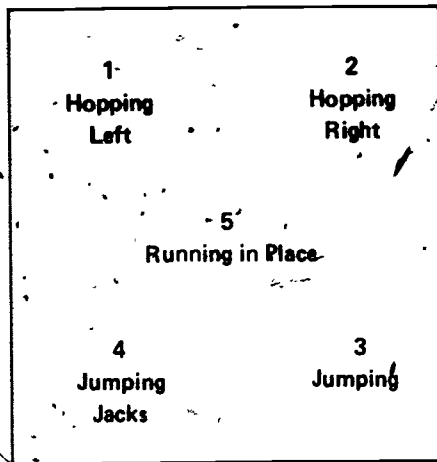 1
Hopping
Left
2
Hopping
Right
5
Running in Place
4
Jumping
Jacks
3
Jumping